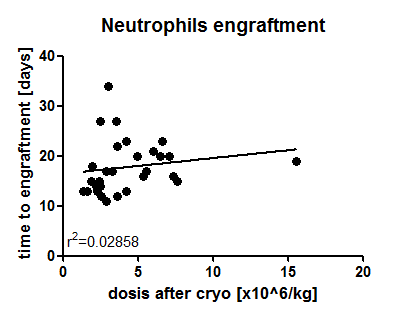 Neutrophils engraftment
time to engraftment [days]
40
30
20
10
0
r²=0.02858
0 5 10 15 20
dosis after cryo [x10^6/kg]